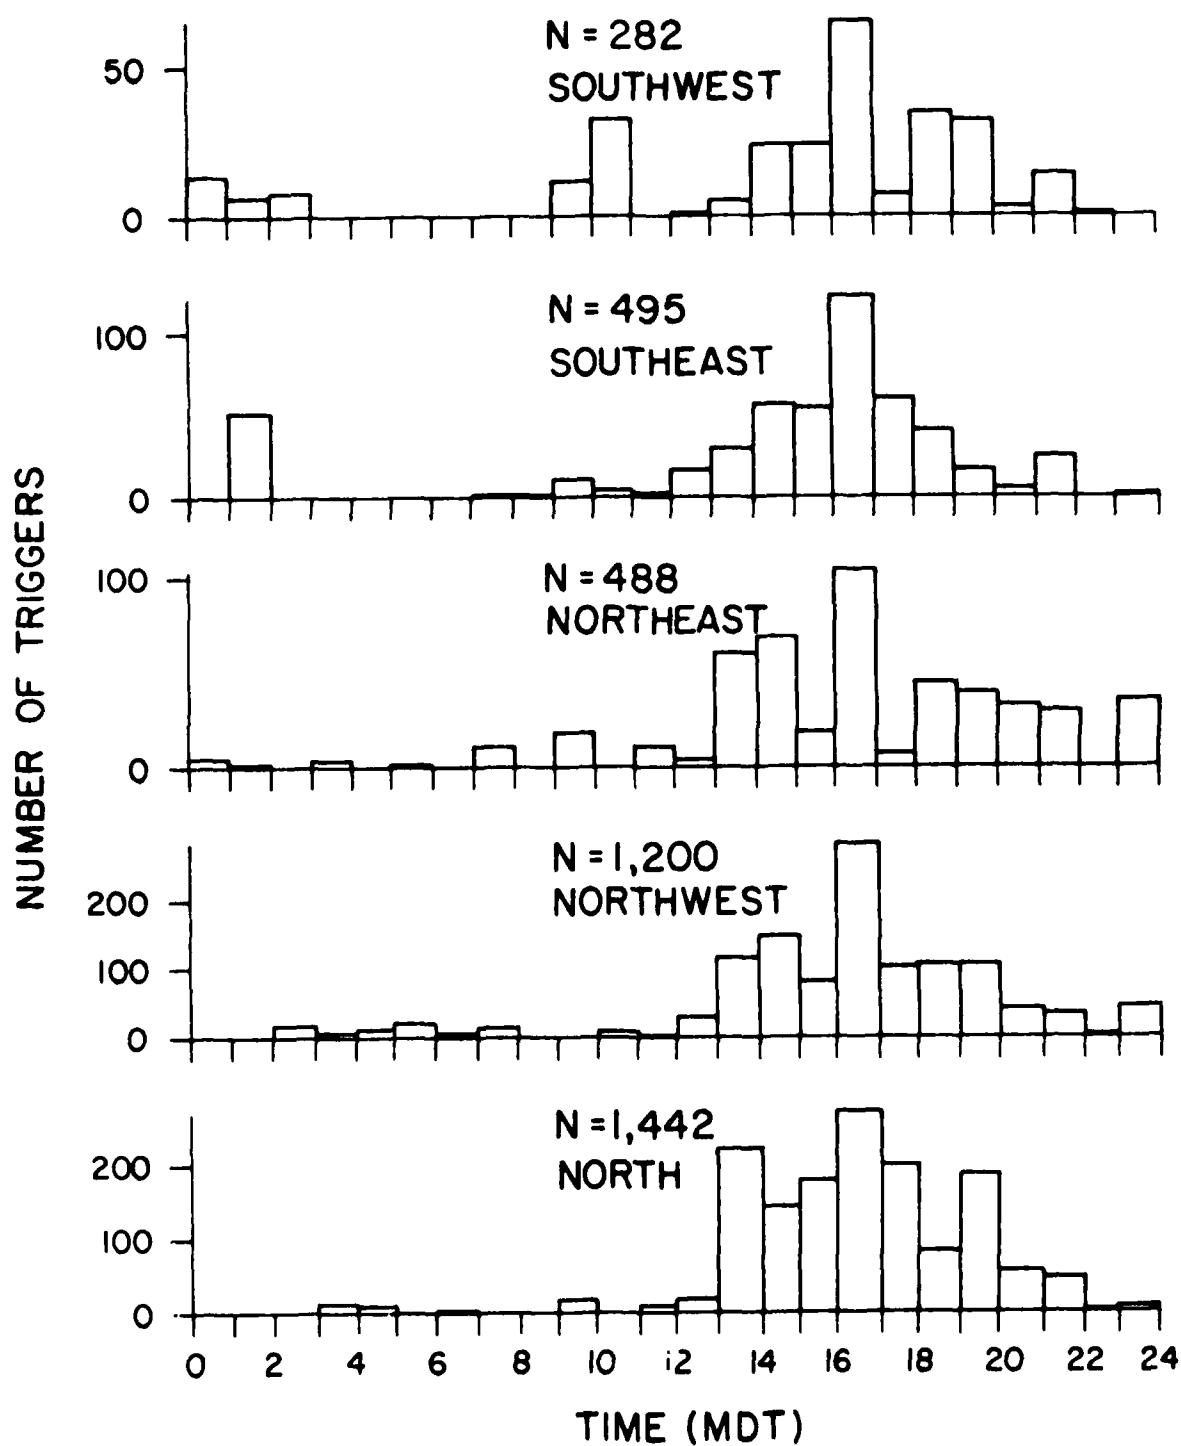 N = 282
SOUTHWEST
50
0
N = 495
SOUTHEAST
100
0
N = 488
NORTHEAST
100
0
N = 1,200
NORTHWEST
200
100
0
N = 1,442
NORTH
200
100
0
0 2 4 6 8 10 12 14 16 18 20 22 24
TIME (MDT)
NUMBER OF TRIGGERS